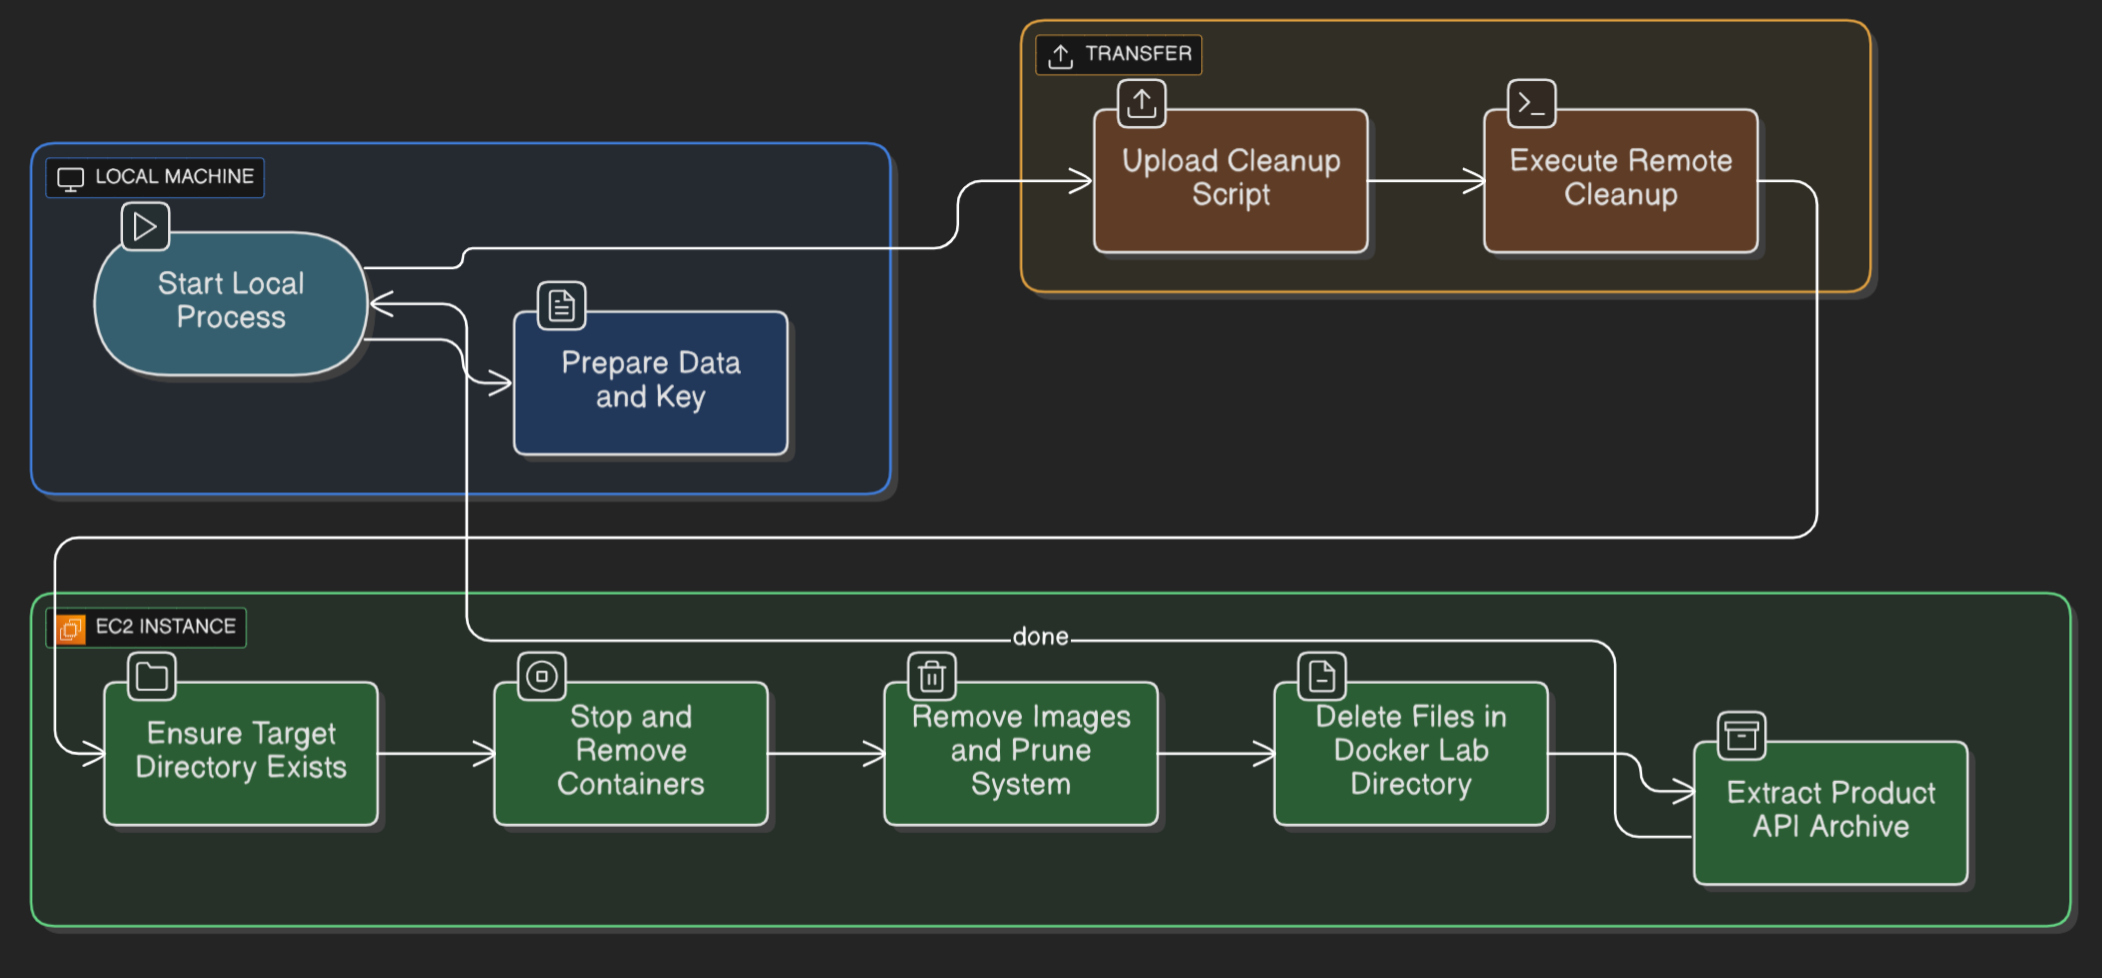 TRANSFER
Upload Cleanup
Script
Execute Remote
Cleanup
LOCAL MACHINE
Start Local
Process
Prepare Data
and Key
EC2 INSTANCE
done
Ensure Target
Directory Exists
Stop and
Remove
Containers
Remove Images
and Prune
System
Delete Files in
Docker Lab
Directory
Extract Product
API Archive